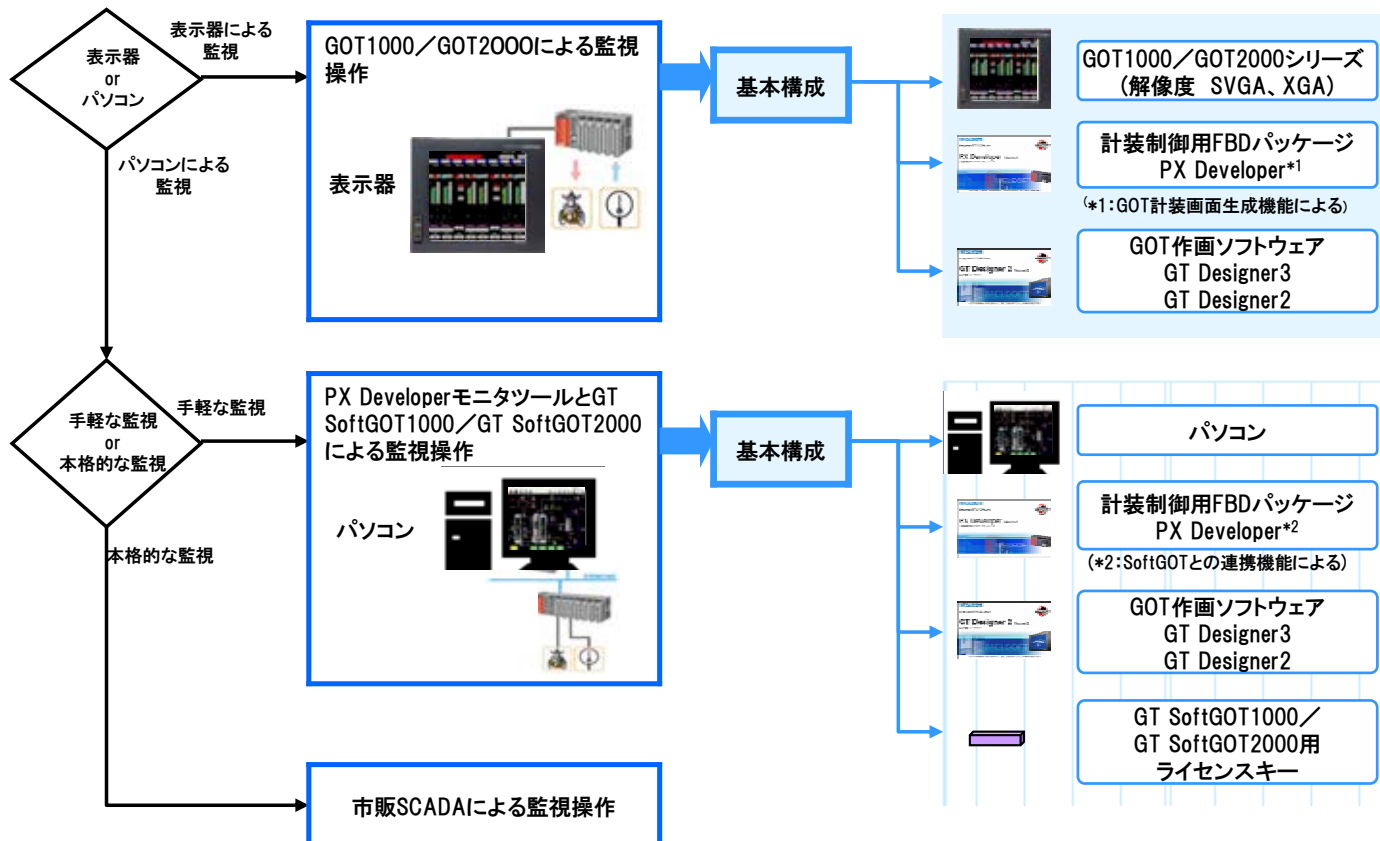 表示器
or
パソコン
表示器による
監視
パソコンによる
監視
GOT1000／GOT2000による監視
操作
表示器
基本構成
GOT1000／GOT2000シリーズ
(解像度 SVGA、XGA)
計装制御用FBDパッケージ
PX Developer*1
(*1:GOT計装画面生成機能による)
GOT作画ソフトウェア
GT Designer3
GT Designer2
PX Developer
GT Designer 2
手軽な監視
or
本格的な監視
手軽な監視
本格的な監視
PX DeveloperモニタツールとGT
SoftGOT1000／GT SoftGOT2000
による監視操作
パソコン
基本構成
パソコン
計装制御用FBDパッケージ
PX Developer*2
(*2:SoftGOTとの連携機能による)
GOT作画ソフトウェア
GT Designer3
GT Designer2
PX Developer
GT Designer 2
GT SoftGOT1000／
GT SoftGOT2000用
ライセンスキー
市販SCADAによる監視操作